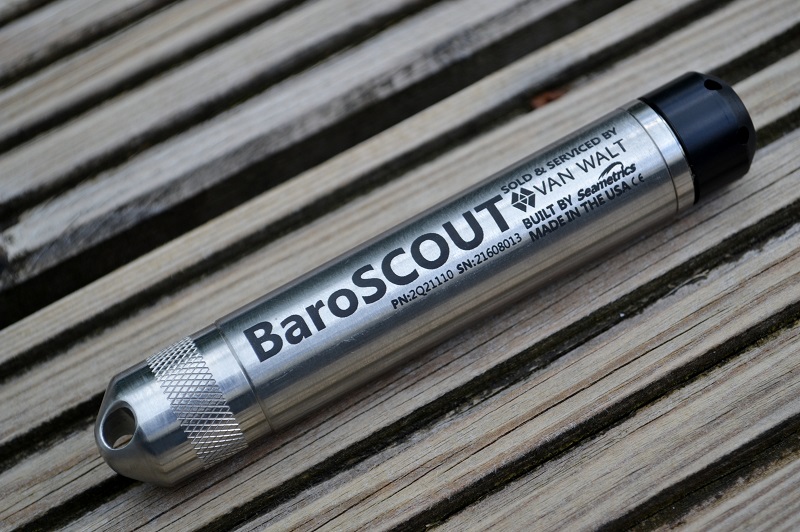 BaroSCOUT
PN:2Q21110 SN:21608013
SOLD & SERVICED BY
VAN WALT
BUILT BY Seametrics
MADE IN THE USA CE